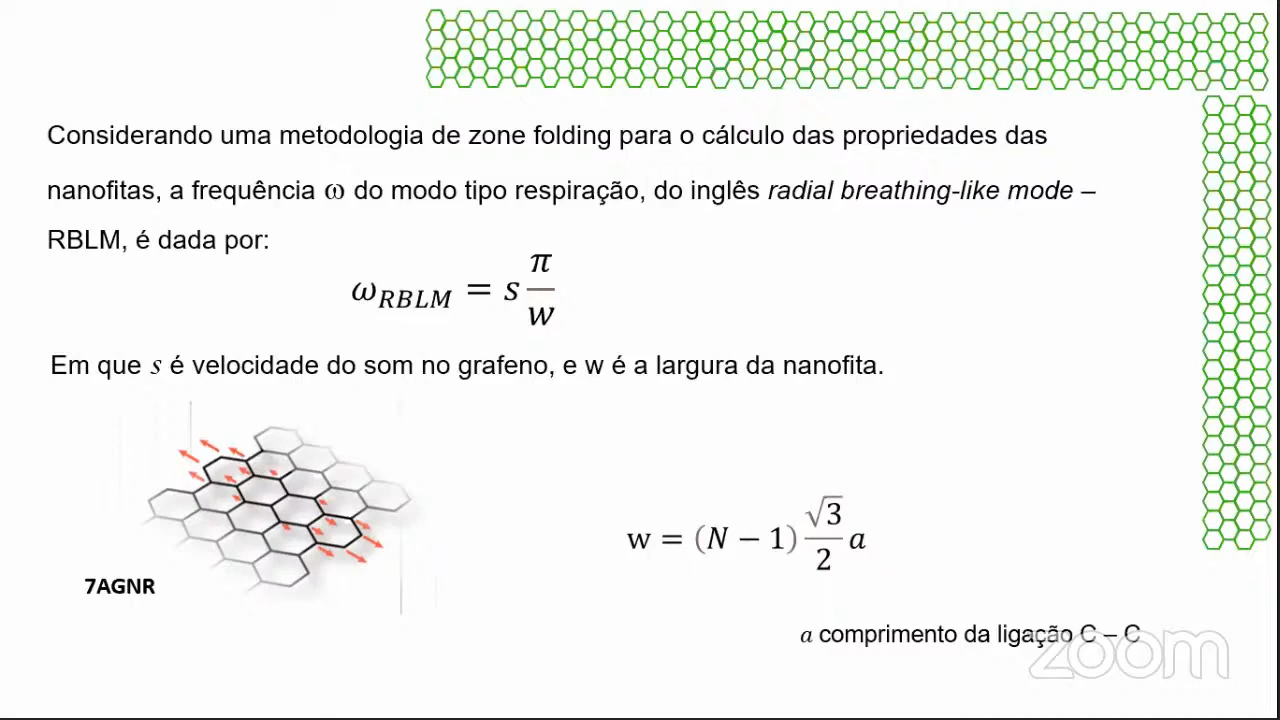 Considerando uma metodologia de zone folding para o cálculo das propriedades das
nanofitas, a frequência ω do modo tipo respiração, do inglês radial breathing-like mode –
RBLM, é dada por:
ω_RBLM = s π/w
Em que s é velocidade do som no grafeno, e w é a largura da nanofita.
w = (N − 1) √3/2 a
7AGNR
a comprimento da ligação C – C
zoom